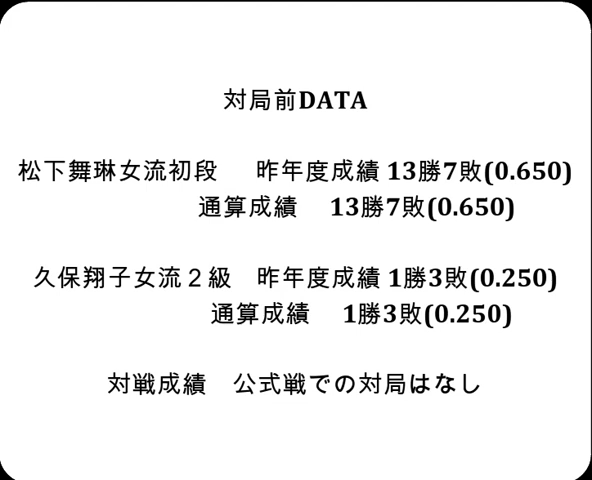 対局前DATA
松下舞琳女流初段　昨年度成績 13勝7敗(0.650)
通算成績　13勝7敗(0.650)
久保翔子女流２級　昨年度成績 1勝3敗(0.250)
通算成績　1勝3敗(0.250)
対戦成績　公式戦での対局はなし